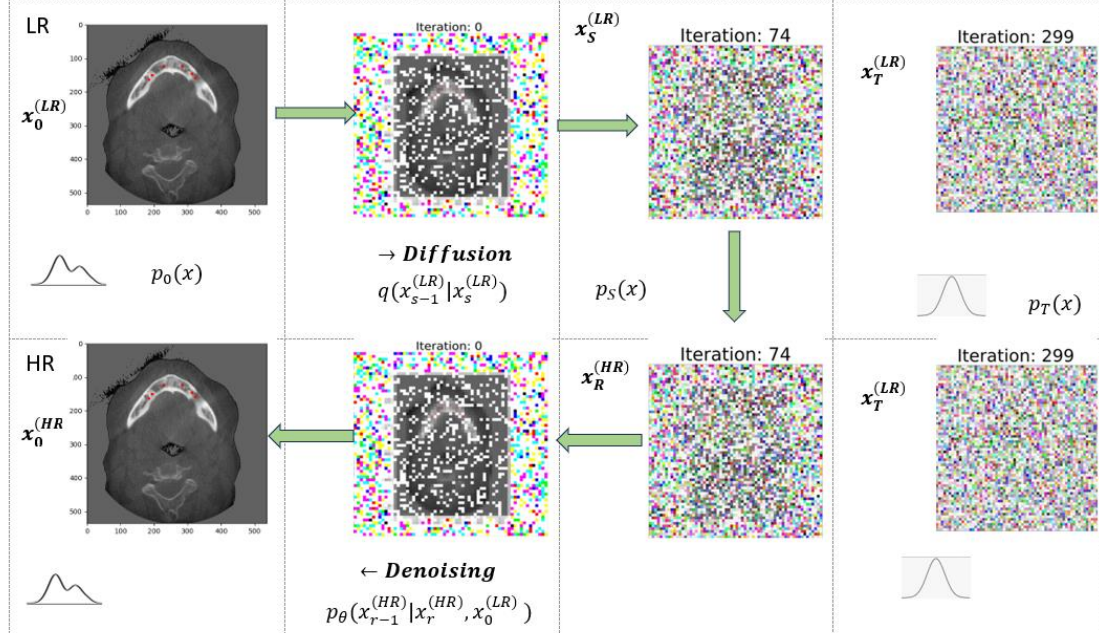 LR
x_0^{(LR)}
0
100
200
300
400
500
0 100 200 300 400 500
Iteration: 0
x_S^{(LR)}
Iteration: 74
Iteration: 299
x_T^{(LR)}
p_0(x)
→ Diffusion
q(x_{s-1}^{(LR)}|x_s^{(LR)})
p_S(x)
p_T(x)
HR
x_0^{(HR}
0
100
200
300
400
500
0 100 200 300 400 500
Iteration: 0
x_R^{(HR)}
Iteration: 74
Iteration: 299
x_T^{(LR)}
← Denoising
p_θ(x_{r-1}^{(HR)}|x_r^{(HR)}, x_0^{(LR)})